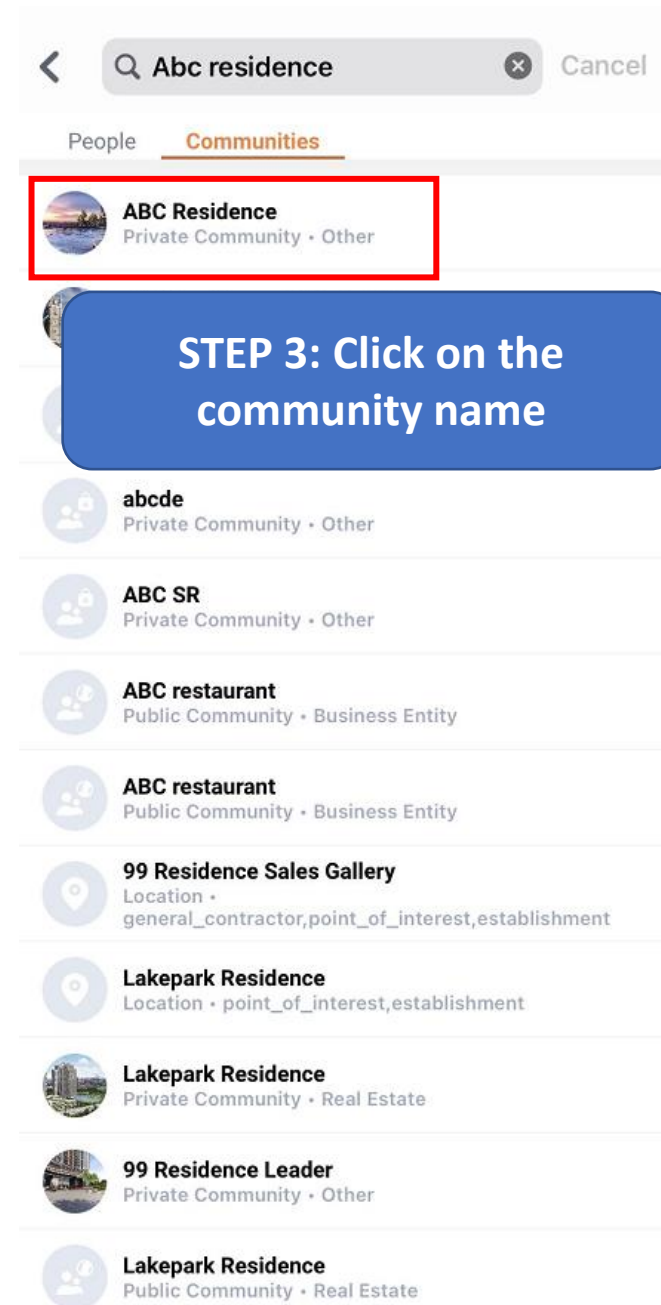 Abc residence Cancel
People Communities
ABC Residence
Private Community • Other
STEP 3: Click on the
community name
abcde
Private Community • Other
ABC SR
Private Community • Other
ABC restaurant
Public Community • Business Entity
ABC restaurant
Public Community • Business Entity
99 Residence Sales Gallery
Location •
general_contractor,point_of_interest,establishment
Lakepark Residence
Location • point_of_interest,establishment
Lakepark Residence
Private Community • Real Estate
99 Residence Leader
Private Community • Other
Lakepark Residence
Public Community • Real Estate